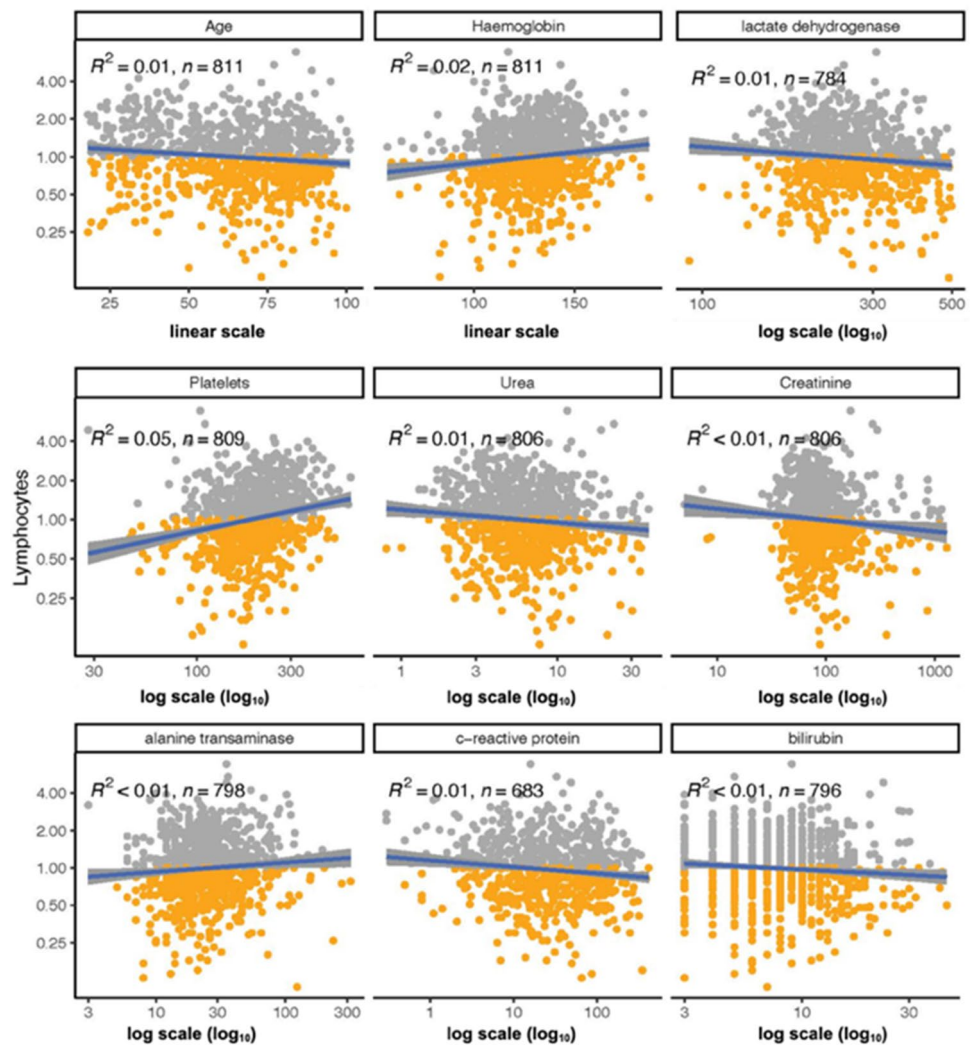 Age Haemoglobin lactate dehydrogenase
R² = 0.01, n = 811 R² = 0.02, n = 811 R² = 0.01, n = 784
4.00
2.00
1.00
0.50
0.25
25 50 75 100 100 150 100 300 500
linear scale linear scale log scale (log₁₀)
Platelets Urea Creatinine
R² = 0.05, n = 809 R² = 0.01, n = 806 R² < 0.01, n = 806
4.00
2.00
1.00
0.50
0.25
Lymphocytes
30 100 300 1 3 10 30 10 100 1000
log scale (log₁₀) log scale (log₁₀) log scale (log₁₀)
alanine transaminase c-reactive protein bilirubin
R² < 0.01, n = 798 R² = 0.01, n = 683 R² < 0.01, n = 796
4.00
2.00
1.00
0.50
0.25
3 10 30 100 300 1 10 100 3 10 30
log scale (log₁₀) log scale (log₁₀) log scale (log₁₀)